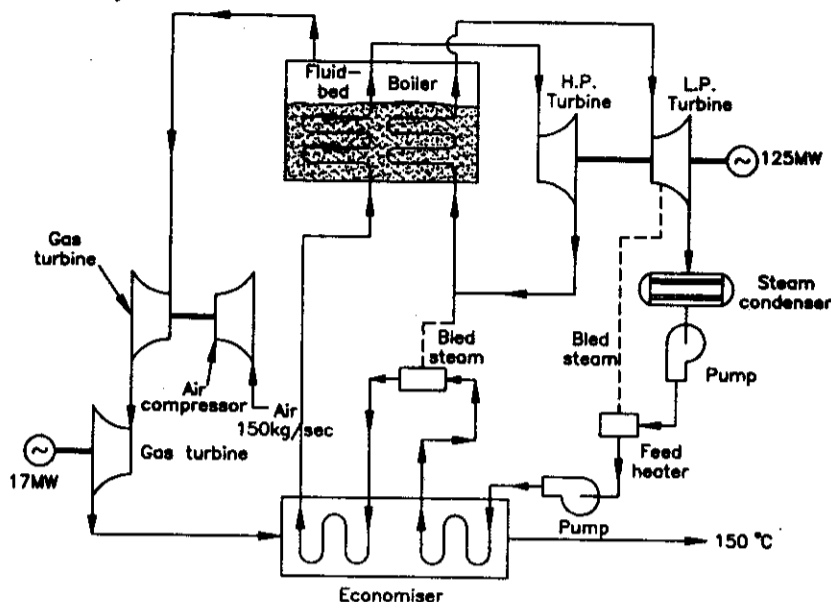 Fluid-
bed
Boiler
H.P.
Turbine
L.P.
Turbine
125MW
Gas
turbine
Steam
condenser
Bled
steam
Bled
steam
Pump
Air
compressor
Air
150kg/sec
Gas turbine
Feed
heater
17MW
Pump
150 °C
Economiser